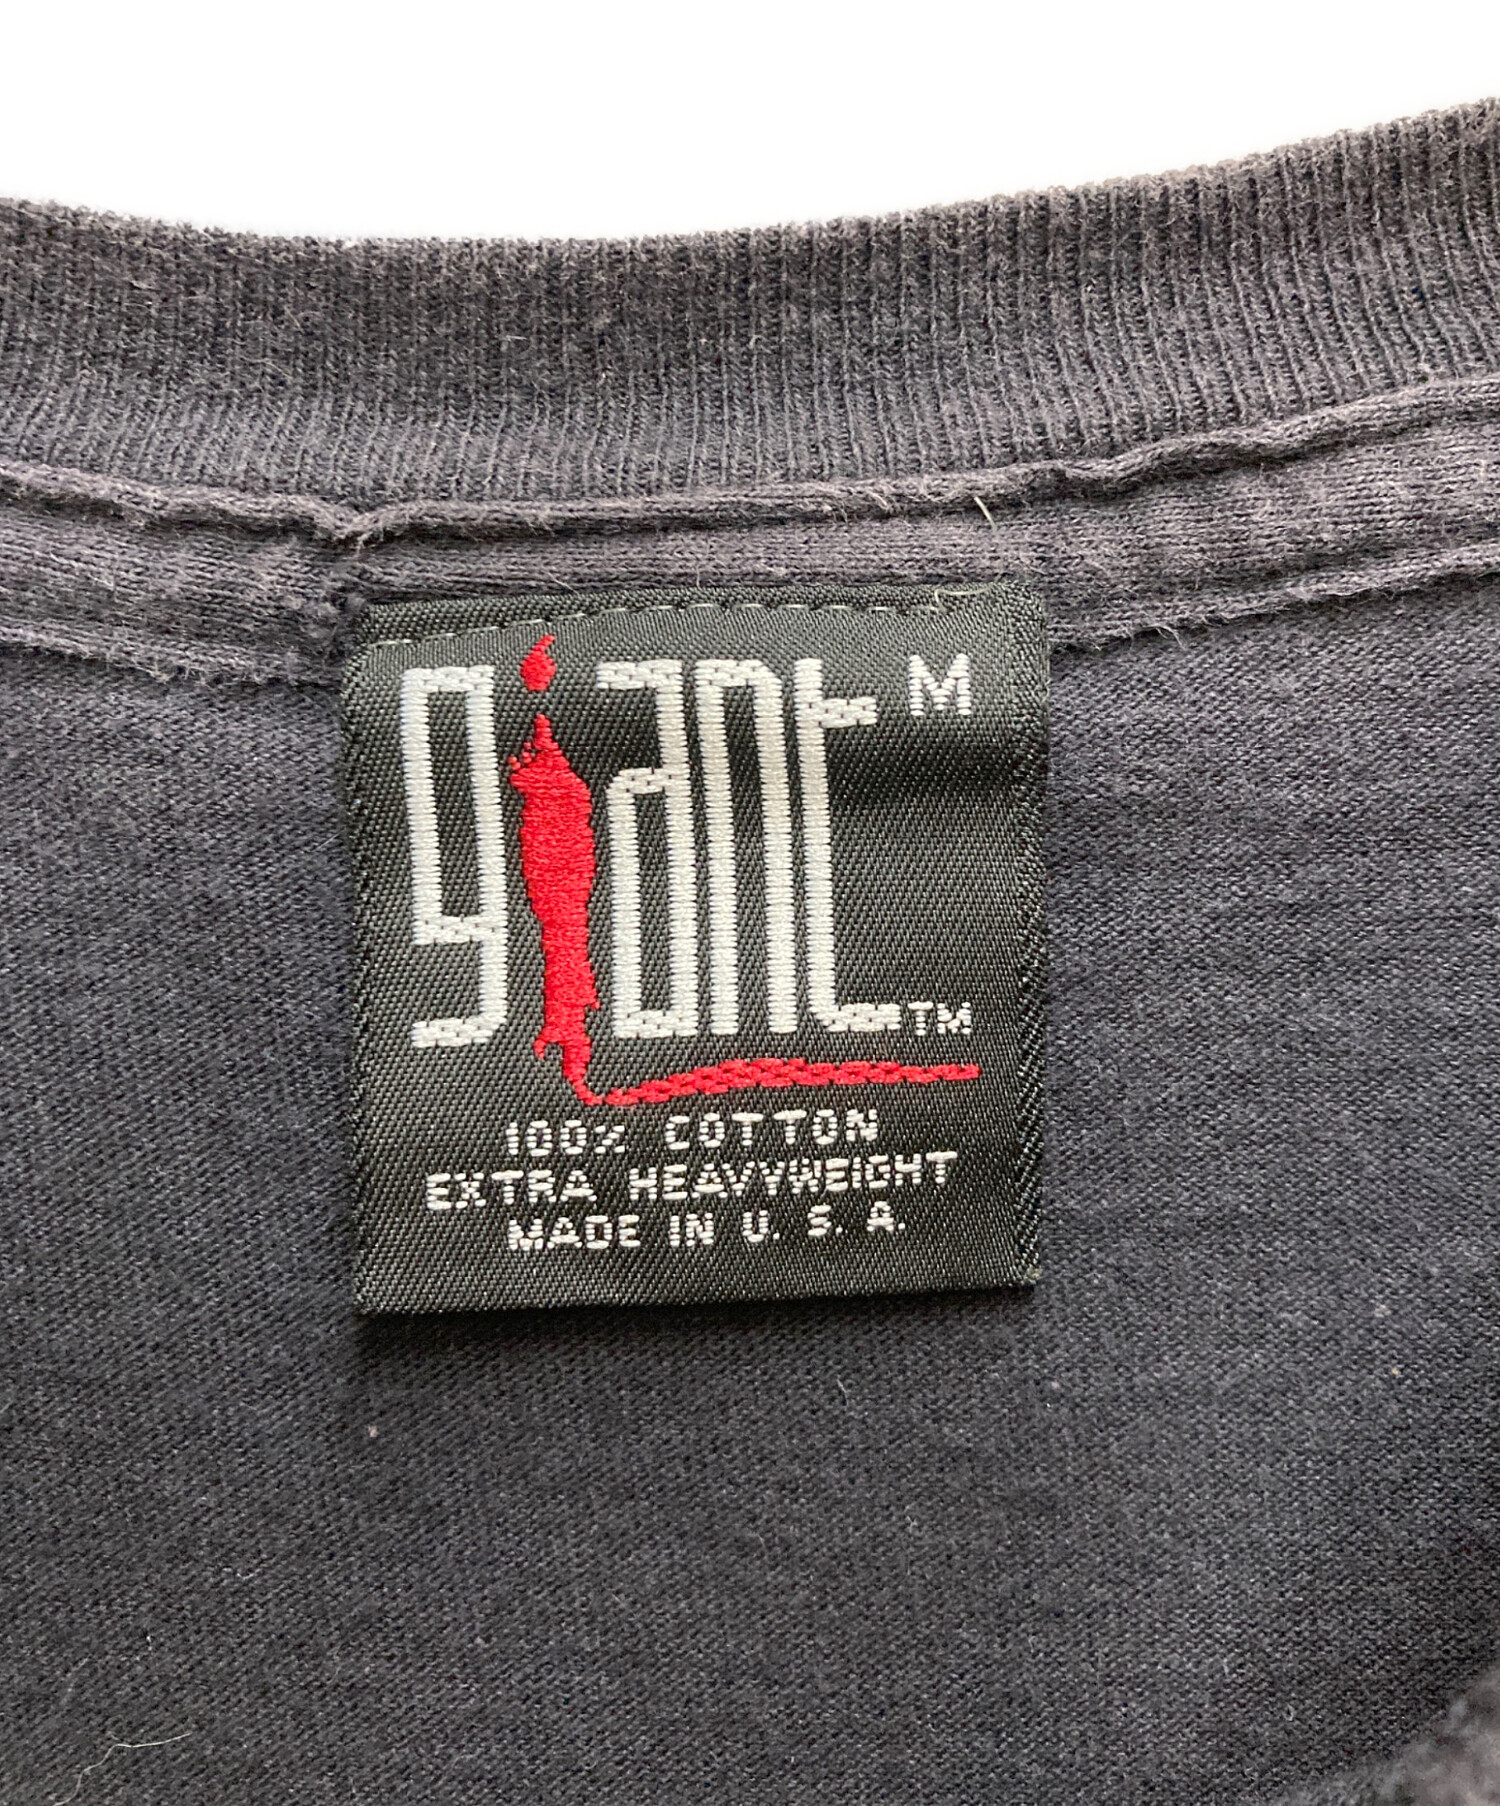 giant M
TM
100% COTTON
EXTRA HEAVYWEIGHT
MADE IN U. S. A.